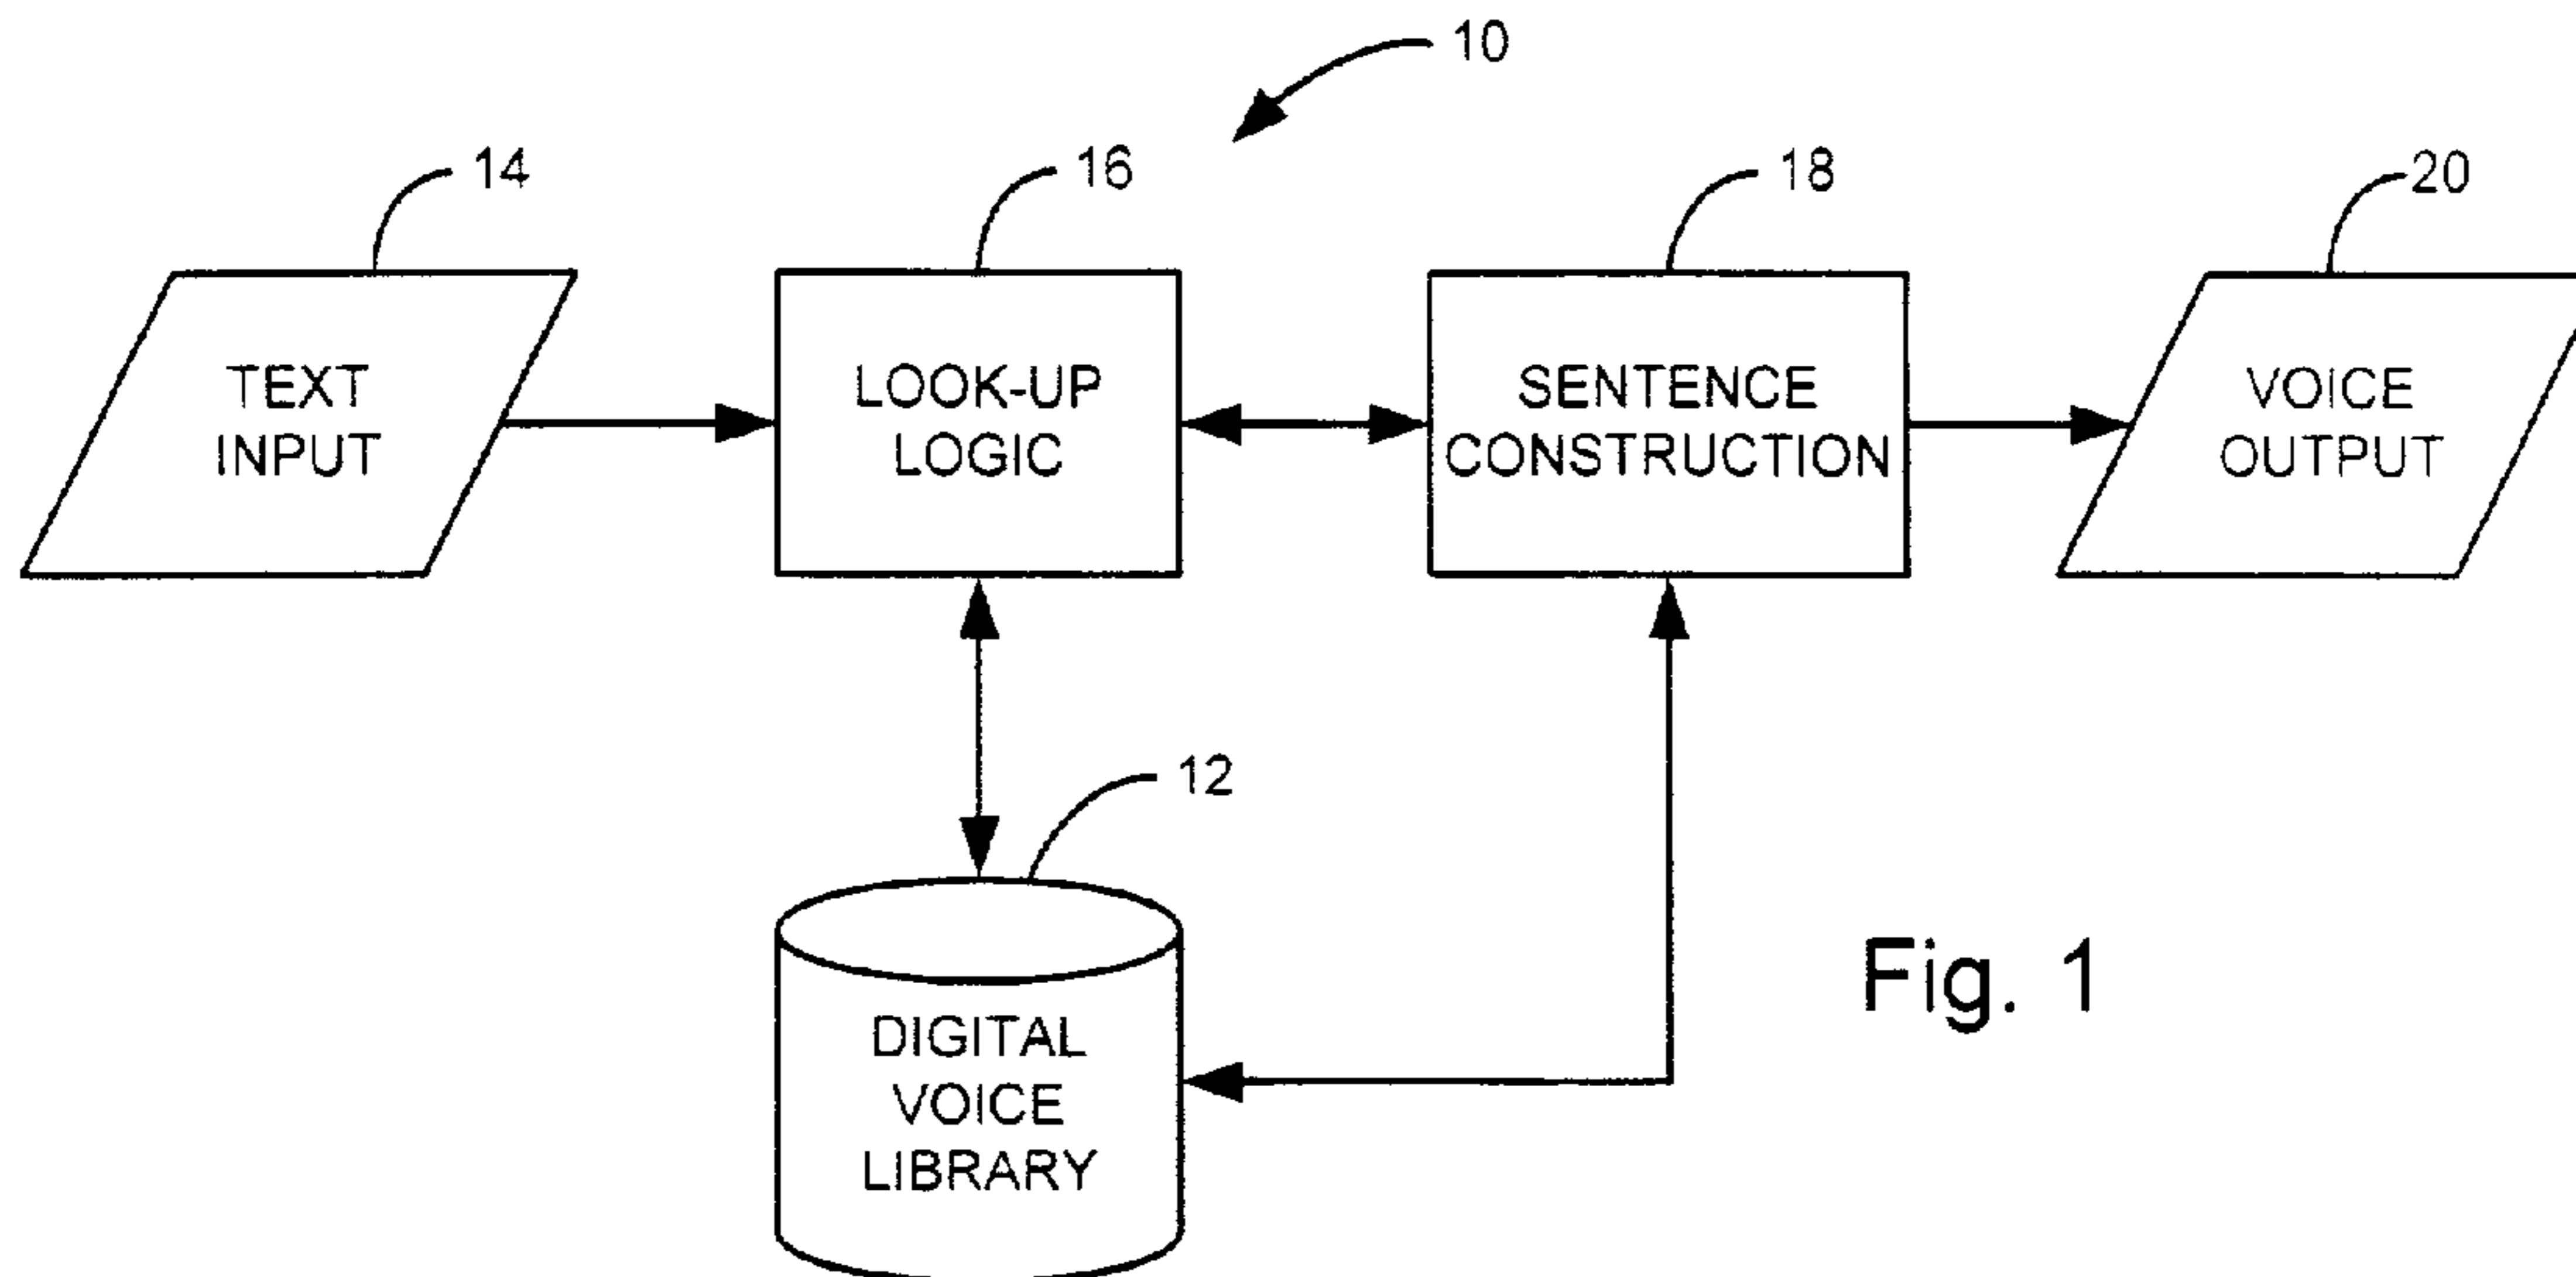 10
14
16
18
20
TEXT
INPUT
LOOK-UP
LOGIC
SENTENCE
CONSTRUCTION
VOICE
OUTPUT
12
DIGITAL
VOICE
LIBRARY
Fig. 1